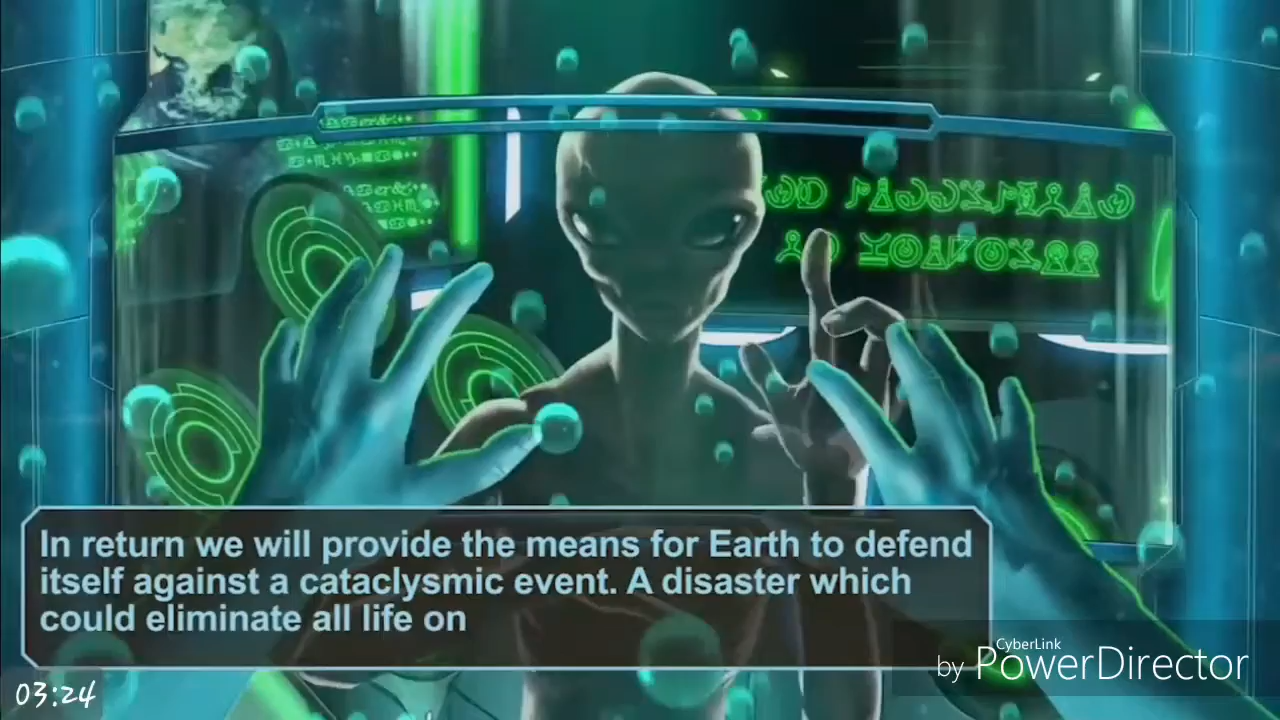 In return we will provide the means for Earth to defend
itself against a cataclysmic event. A disaster which
could eliminate all life on
CyberLink
by PowerDirector
03:24